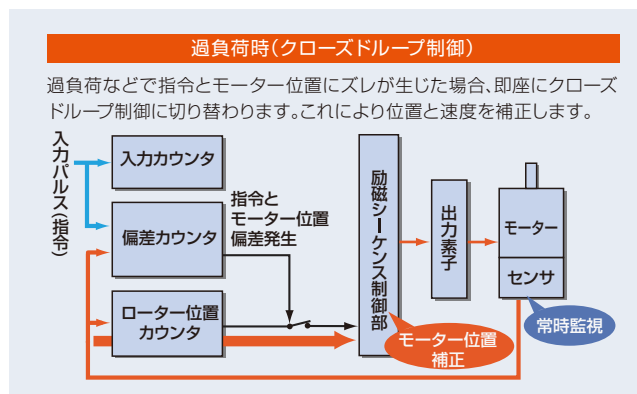 過負荷時(クローズドループ制御)
過負荷などで指令とモーター位置にズレが生じた場合、即座にクローズ
ドループ制御に切り替わります。これにより位置と速度を補正します。
入力パルス(指令)
入力カウンタ
偏差カウンタ
ローター位置
カウンタ
指令と
モーター位置
偏差発生
励磁シーケンス制御部
出力素子
モーター
センサ
常時監視
モーター位置
補正